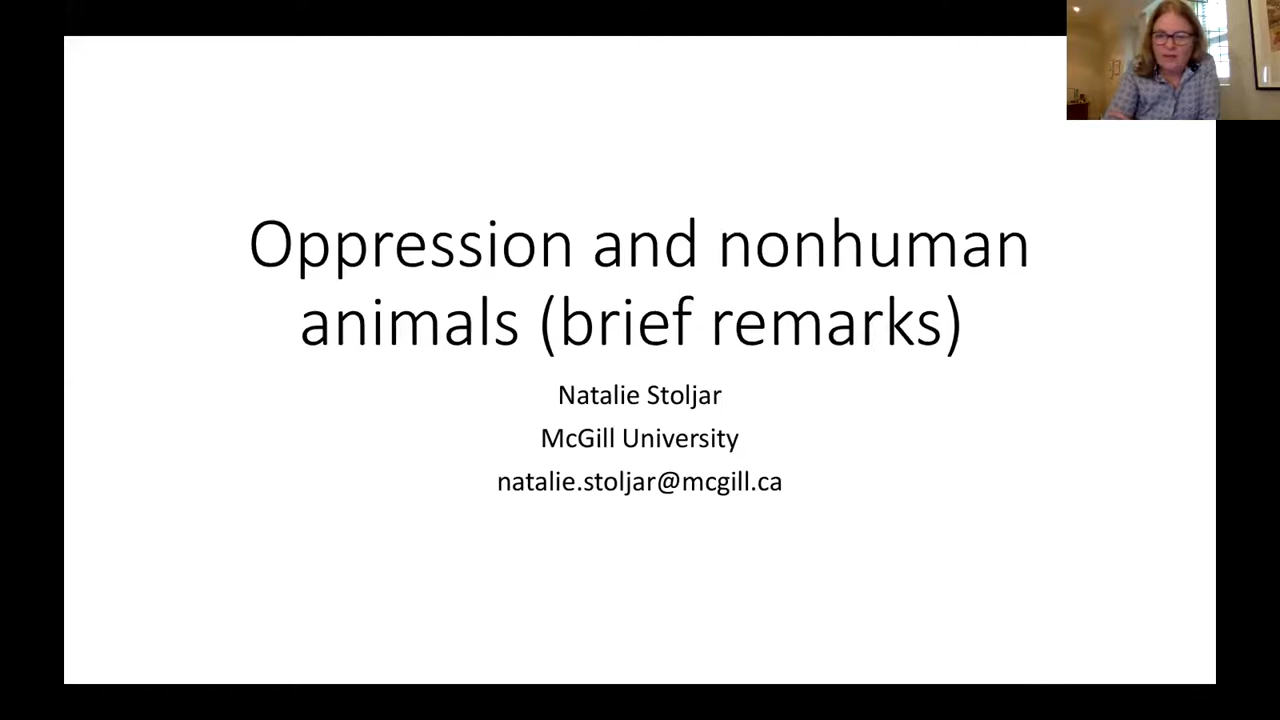 Oppression and nonhuman
animals (brief remarks)
Natalie Stoljar
McGill University
natalie.stoljar@mcgill.ca